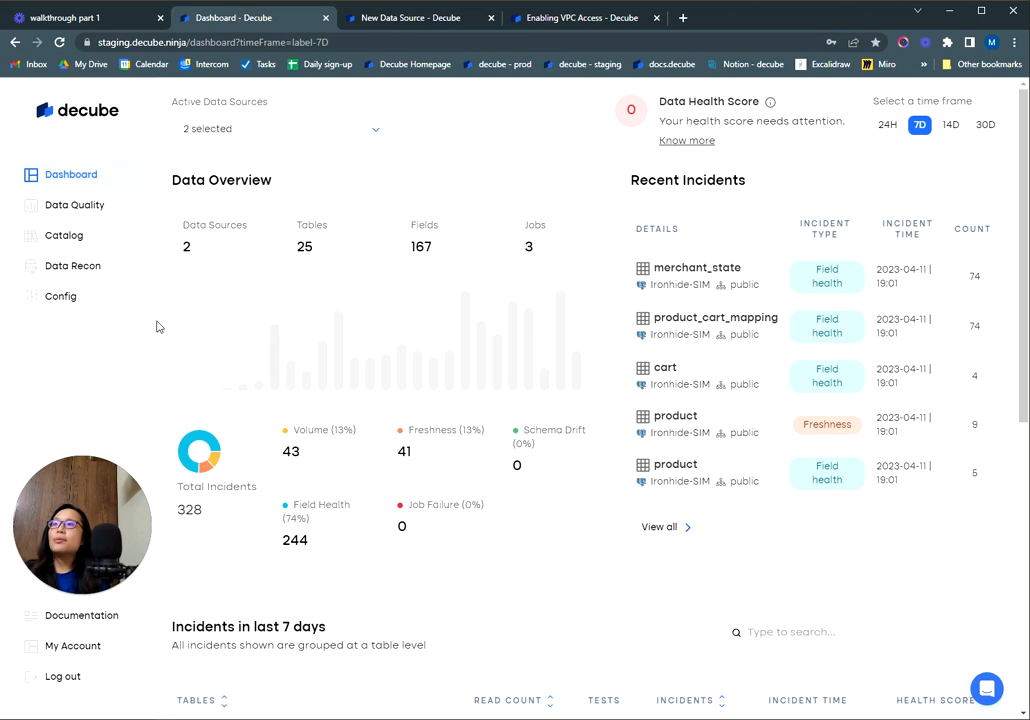 walkthrough part 1
Dashboard - Decube
New Data Source - Decube
Enabling VPC Access - Decube
staging.decube.ninja/dashboard?timeFrame=label-7D
M
Inbox
My Drive
Calendar
Intercom
Tasks
Daily sign-up
Decube Homepage
decube - prod
decube - staging
docs.decube
Notion - decube
Excalidraw
Miro
»
Other bookmarks
decube
Dashboard
Data Quality
Catalog
Data Recon
Config
Documentation
My Account
Log out
Active Data Sources
2 selected
0
Data Health Score
Your health score needs attention.
Know more
Select a time frame
24H 7D 14D 30D
Data Overview
Data Sources Tables Fields Jobs
2 25 167 3
Total Incidents
328
Volume (13%)
43
Freshness (13%)
41
Schema Drift
(0%)
0
Field Health
(74%)
244
Job Failure (0%)
0
Recent Incidents
DETAILS
INCIDENT
TYPE
INCIDENT
TIME
COUNT
merchant_state
Ironhide-SIM public
Field
health
2023-04-11 |
19:01
74
product_cart_mapping
Ironhide-SIM public
Field
health
2023-04-11 |
19:01
74
cart
Ironhide-SIM public
Field
health
2023-04-11 |
19:01
4
product
Ironhide-SIM public
Freshness
2023-04-11 |
19:01
9
product
Ironhide-SIM public
Field
health
2023-04-11 |
19:01
5
View all
Incidents in last 7 days
All incidents shown are grouped at a table level
Type to search...
TABLES READ COUNT TESTS INCIDENTS INCIDENT TIME HEALTH SCORE